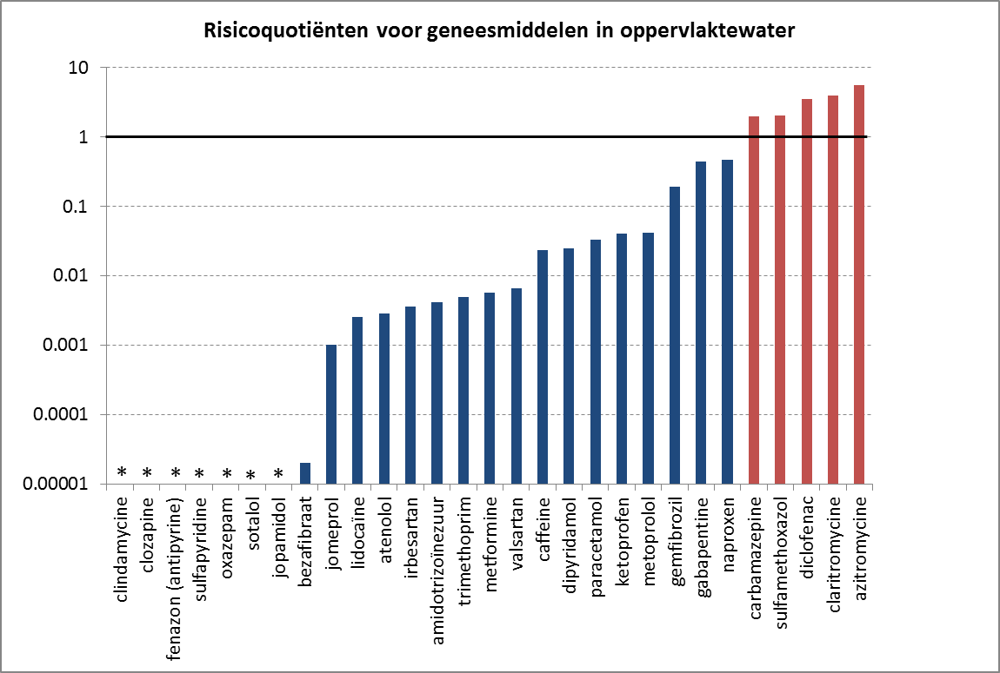 Risicoquotiënten voor geneesmiddelen in oppervlaktewater
10
1
0.1
0.01
0.001
0.0001
0.00001
* * * * * * *
clindamycine
clozapine
fenazon (antipyrine)
sulfapyridine
oxazepam
sotalol
jopamidol
bezafibraat
jomeprol
lidocaïne
atenolol
irbesartan
amidotrizoïnezuur
trimethoprim
metformine
valsartan
caffeine
dipyridamol
paracetamol
ketoprofen
metoprolol
gemfibrozil
gabapentine
naproxen
carbamazepine
sulfamethoxazol
diclofenac
claritromycine
azitromycine